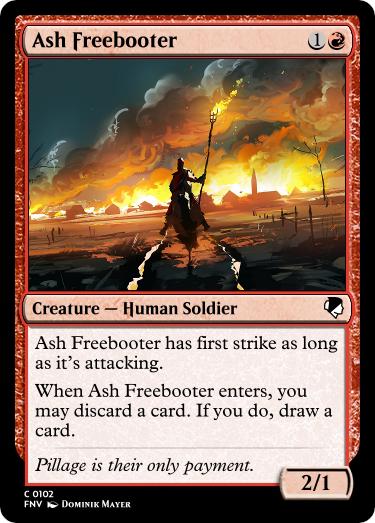 Ash Freebooter
1
Creature — Human Soldier
Ash Freebooter has first strike as long
as it's attacking.
When Ash Freebooter enters, you
may discard a card. If you do, draw a
card.
Pillage is their only payment.
2/1
C 0102
FNV Dominik Mayer